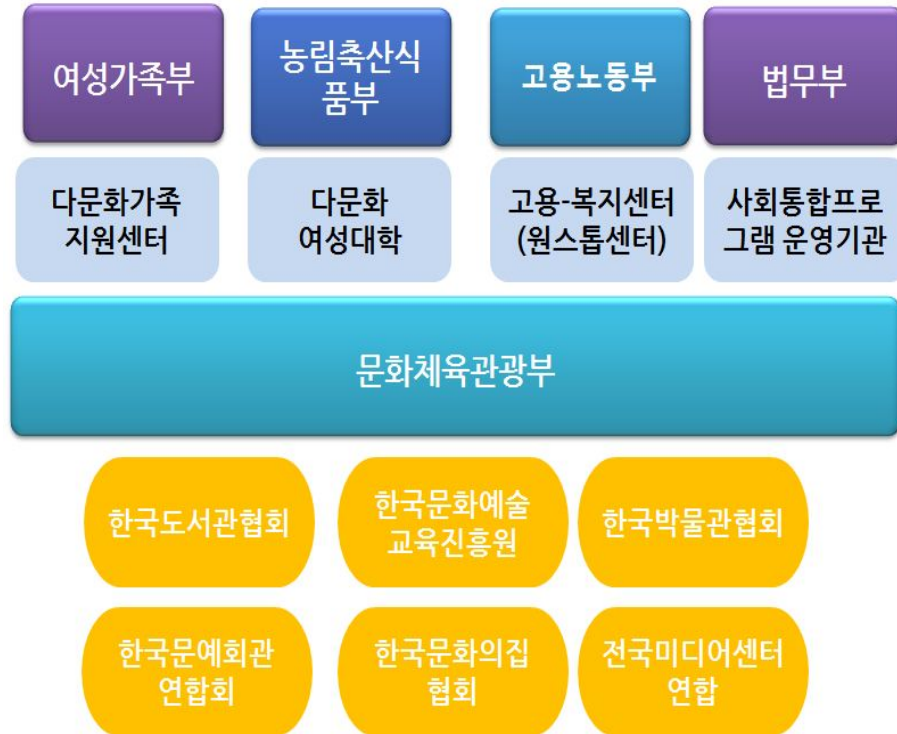 여성가족부
농림축산식
품부
고용노동부
법무부
다문화가족
지원센터
다문화
여성대학
고용-복지센터
(원스톱센터)
사회통합프로
그램 운영기관
문화체육관광부
한국도서관협회
한국문화예술
교육진흥원
한국박물관협회
한국문예회관
연합회
한국문화의집
협회
전국미디어센터
연합